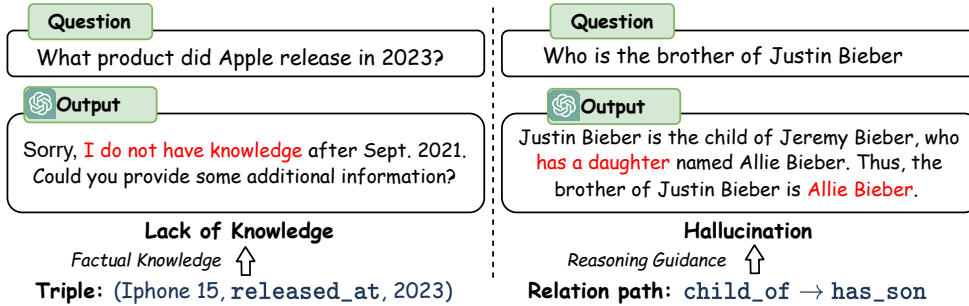 Question
What product did Apple release in 2023?
Output
Sorry, I do not have knowledge after Sept. 2021.
Could you provide some additional information?
Lack of Knowledge
Factual Knowledge
Triple: (Iphone 15, released_at, 2023)
Question
Who is the brother of Justin Bieber
Output
Justin Bieber is the child of Jeremy Bieber, who
has a daughter named Allie Bieber. Thus, the
brother of Justin Bieber is Allie Bieber.
Hallucination
Reasoning Guidance
Relation path: child_of → has_son